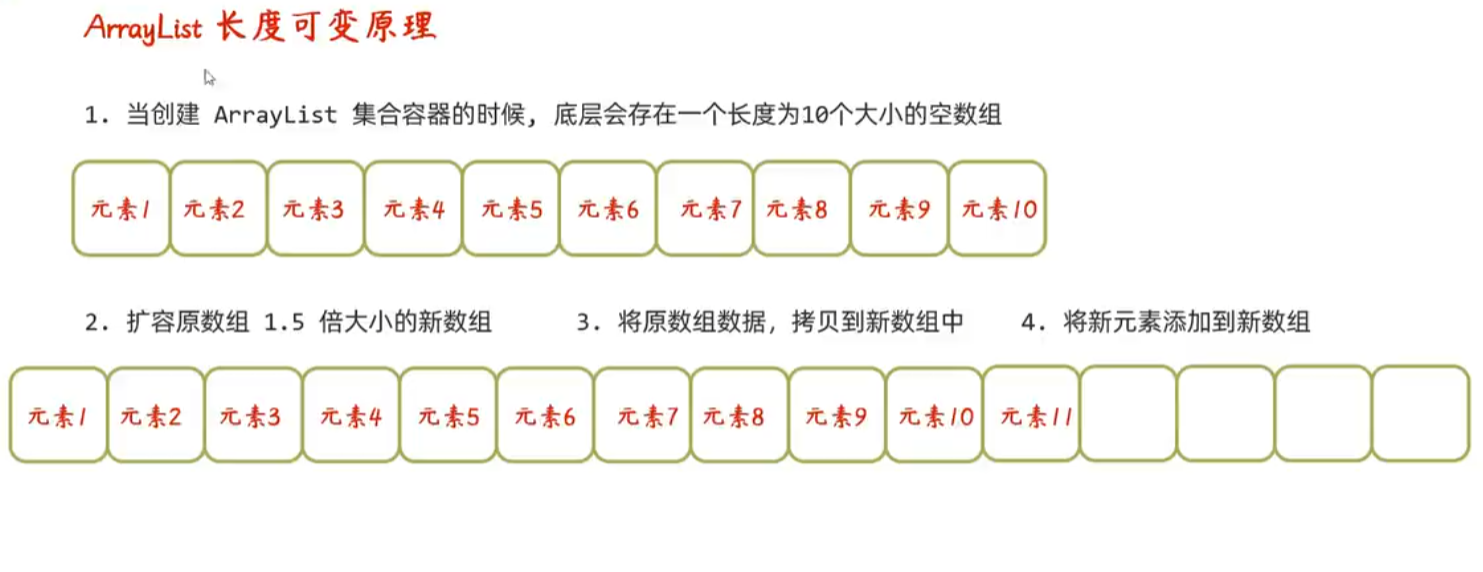 ArrayList 长度可变原理
1. 当创建 ArrayList 集合容器的时候, 底层会存在一个长度为10个大小的空数组
元素1 元素2 元素3 元素4 元素5 元素6 元素7 元素8 元素9 元素10
2. 扩容原数组 1.5 倍大小的新数组 3. 将原数组数据, 拷贝到新数组中 4. 将新元素添加到新数组
元素1 元素2 元素3 元素4 元素5 元素6 元素7 元素8 元素9 元素10 元素11